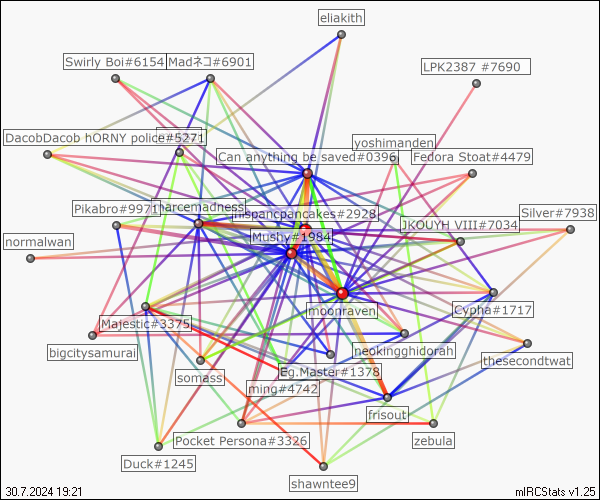 eliakith
Swirly Boi#6154
Madネコ#6901
LPK2387 #7690
DacobDacob hORNY police#5271
yoshimanden
Can anything be saved#0396
Fedora Stoat#4479
Pikabro#9971
harcemadness
mispancpancakes#2928
JKOUYH VIII#7034
Silver#7938
normalwan
Mushy#1984
moonraven
Cypha#1717
Majestic#3375
bigcitysamurai
neokingghidorah
thesecondtwat
somass
Eg.Master#1378
ming#4742
frisout
Pocket Persona#3326
zebula
Duck#1245
shawntee9
30.7.2024 19:21
mIRCStats v1.25